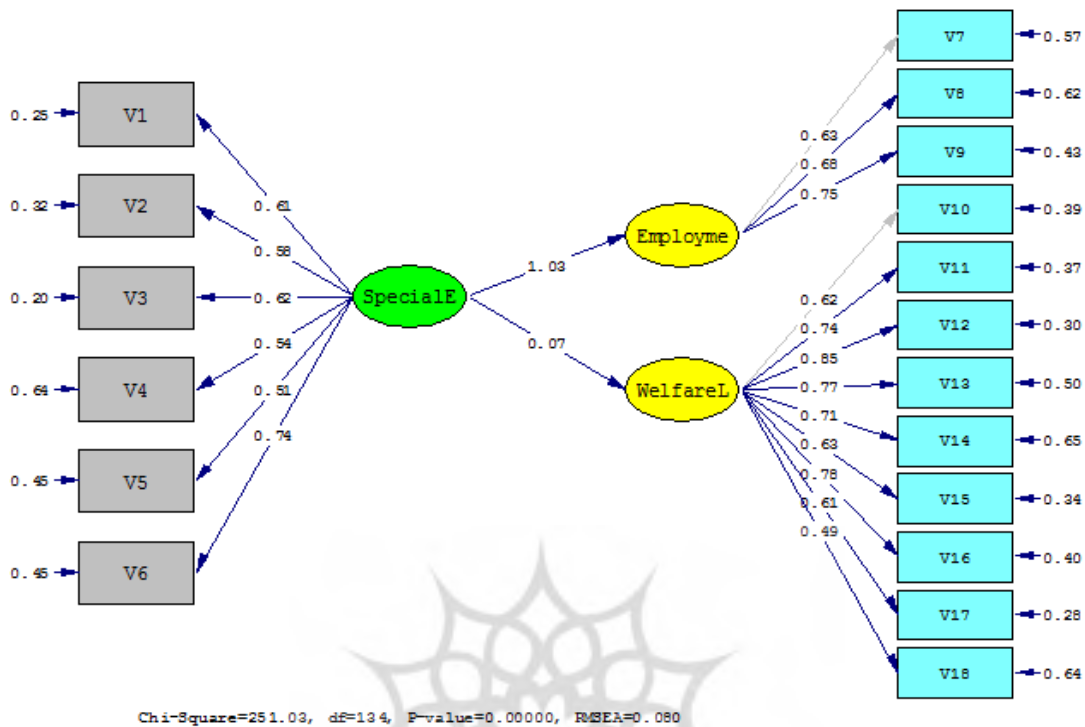 V1
V2
V3
V4
V5
V6
0.25
0.32
0.20
0.64
0.45
0.45
0.61
0.58
0.62
0.54
0.51
0.74
SpecialE
1.03
0.07
Employme
WelfareL
0.63
0.68
0.75
0.62
0.74
0.85
0.77
0.71
0.63
0.78
0.61
0.49
V7
V8
V9
V10
V11
V12
V13
V14
V15
V16
V17
V18
0.57
0.62
0.43
0.39
0.37
0.30
0.50
0.65
0.34
0.40
0.28
0.64
Chi-Square=251.03, df=134, P-value=0.00000, RMSEA=0.080